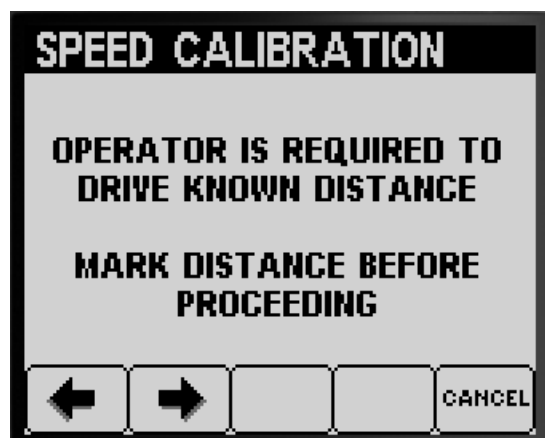 SPEED CALIBRATION
OPERATOR IS REQUIRED TO
DRIVE KNOWN DISTANCE
MARK DISTANCE BEFORE
PROCEEDING
CANCEL